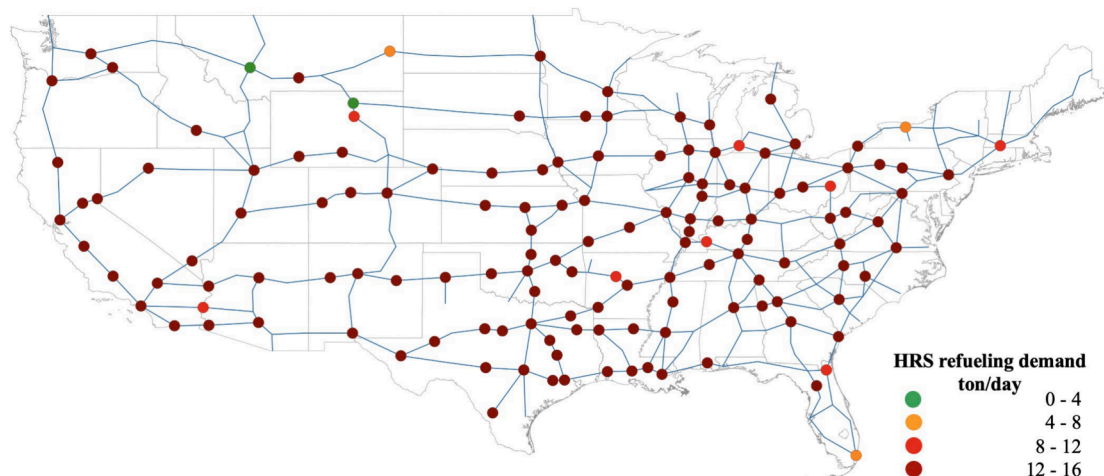 HRS refueling demand
ton/day
0 - 4
4 - 8
8 - 12
12 - 16